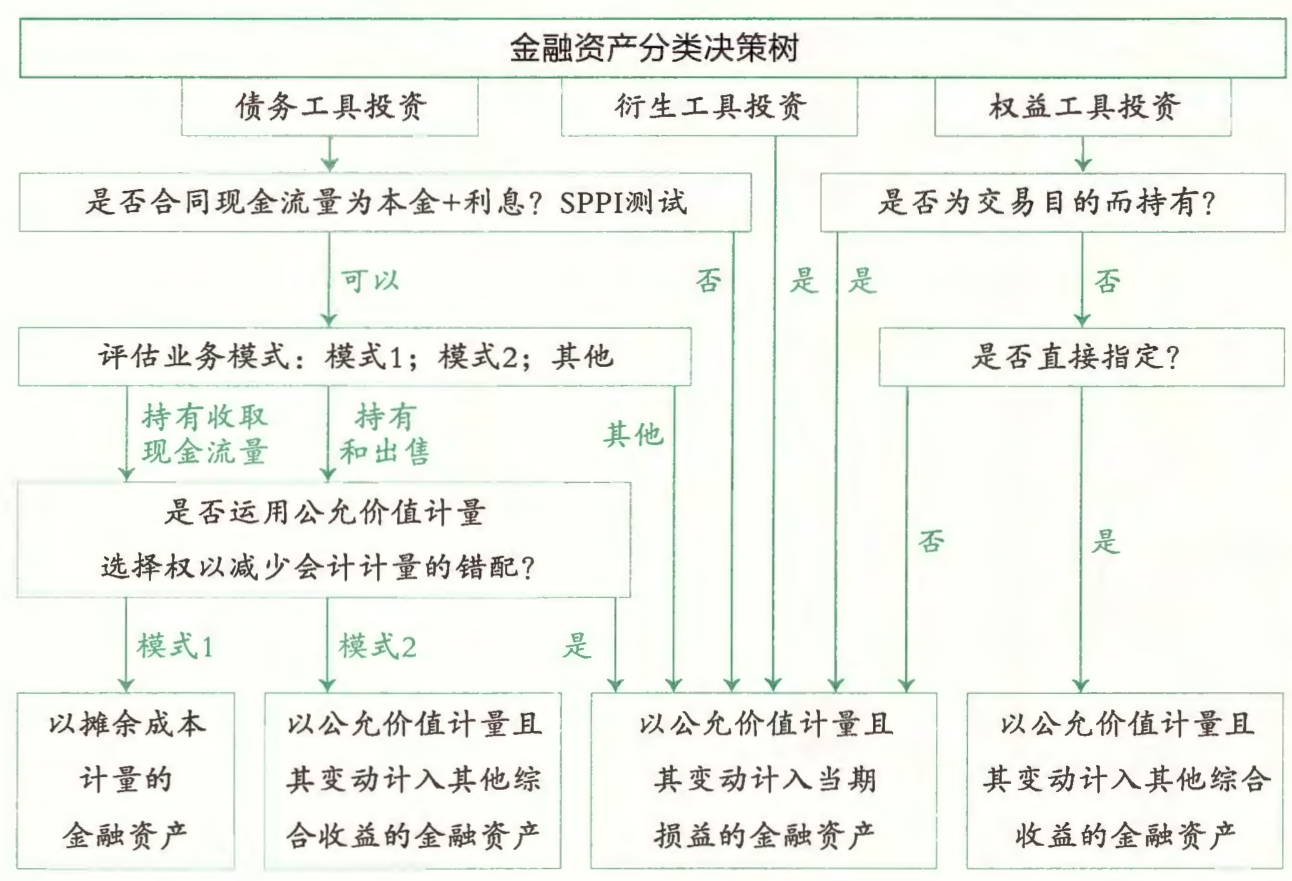 金融资产分类决策树
债务工具投资
衍生工具投资
权益工具投资
是否合同现金流量为本金+利息？SPPI测试
是否为交易目的而持有？
可以
否
是
是
否
评估业务模式：模式1；模式2；其他
是否直接指定？
持有收取
现金流量
持有
和出售
其他
是否运用公允价值计量
选择权以减少会计计量的错配？
否
是
模式1
模式2
是
以摊余成本
计量的
金融资产
以公允价值计量且
其变动计入其他综
合收益的金融资产
以公允价值计量且
其变动计入当期
损益的金融资产
以公允价值计量且
其变动计入其他综合
收益的金融资产